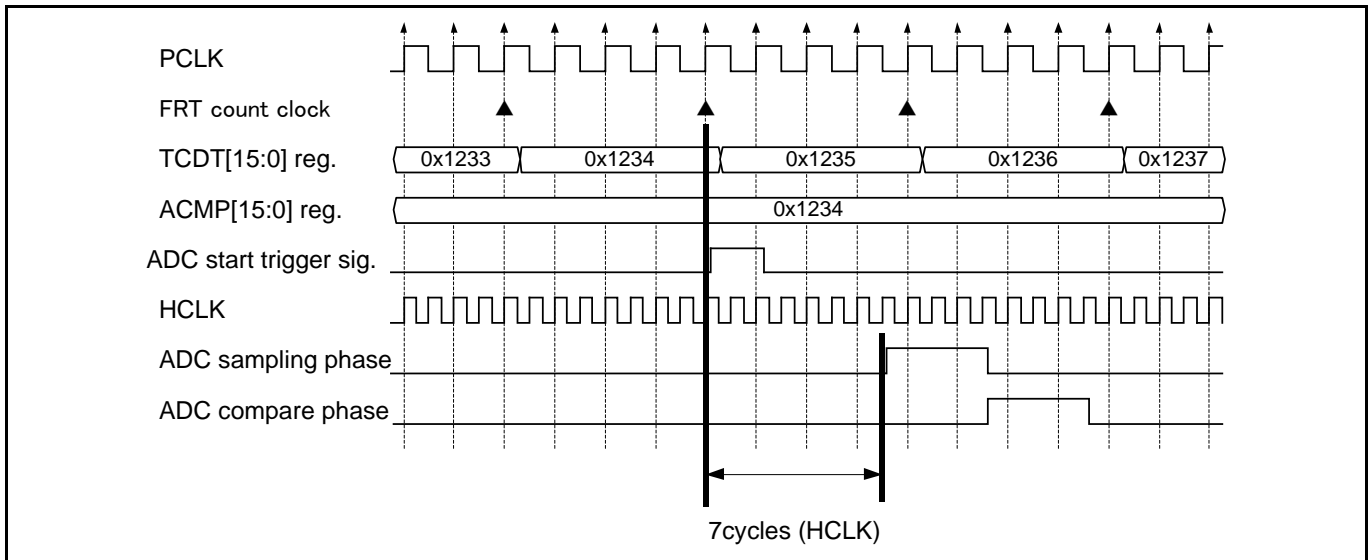 PCLK
FRT count clock
TCDT[15:0] reg. 0x1233 0x1234 0x1235 0x1236 0x1237
ACMP[15:0] reg. 0x1234
ADC start trigger sig.
HCLK
ADC sampling phase
ADC compare phase
7cycles (HCLK)